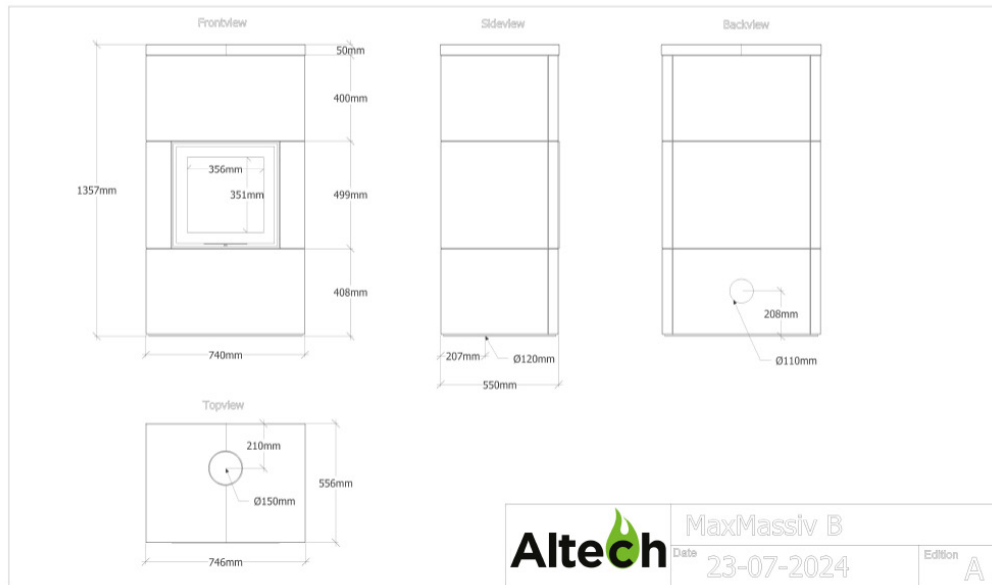 Frontview
Sideview
Backview
50mm
400mm
356mm
1357mm
351mm
499mm
408mm
208mm
740mm
207mm
Ø120mm
Ø110mm
550mm
Topview
210mm
556mm
Ø150mm
746mm
Altech
MaxMassiv B
Date
23-07-2024
Edition
A